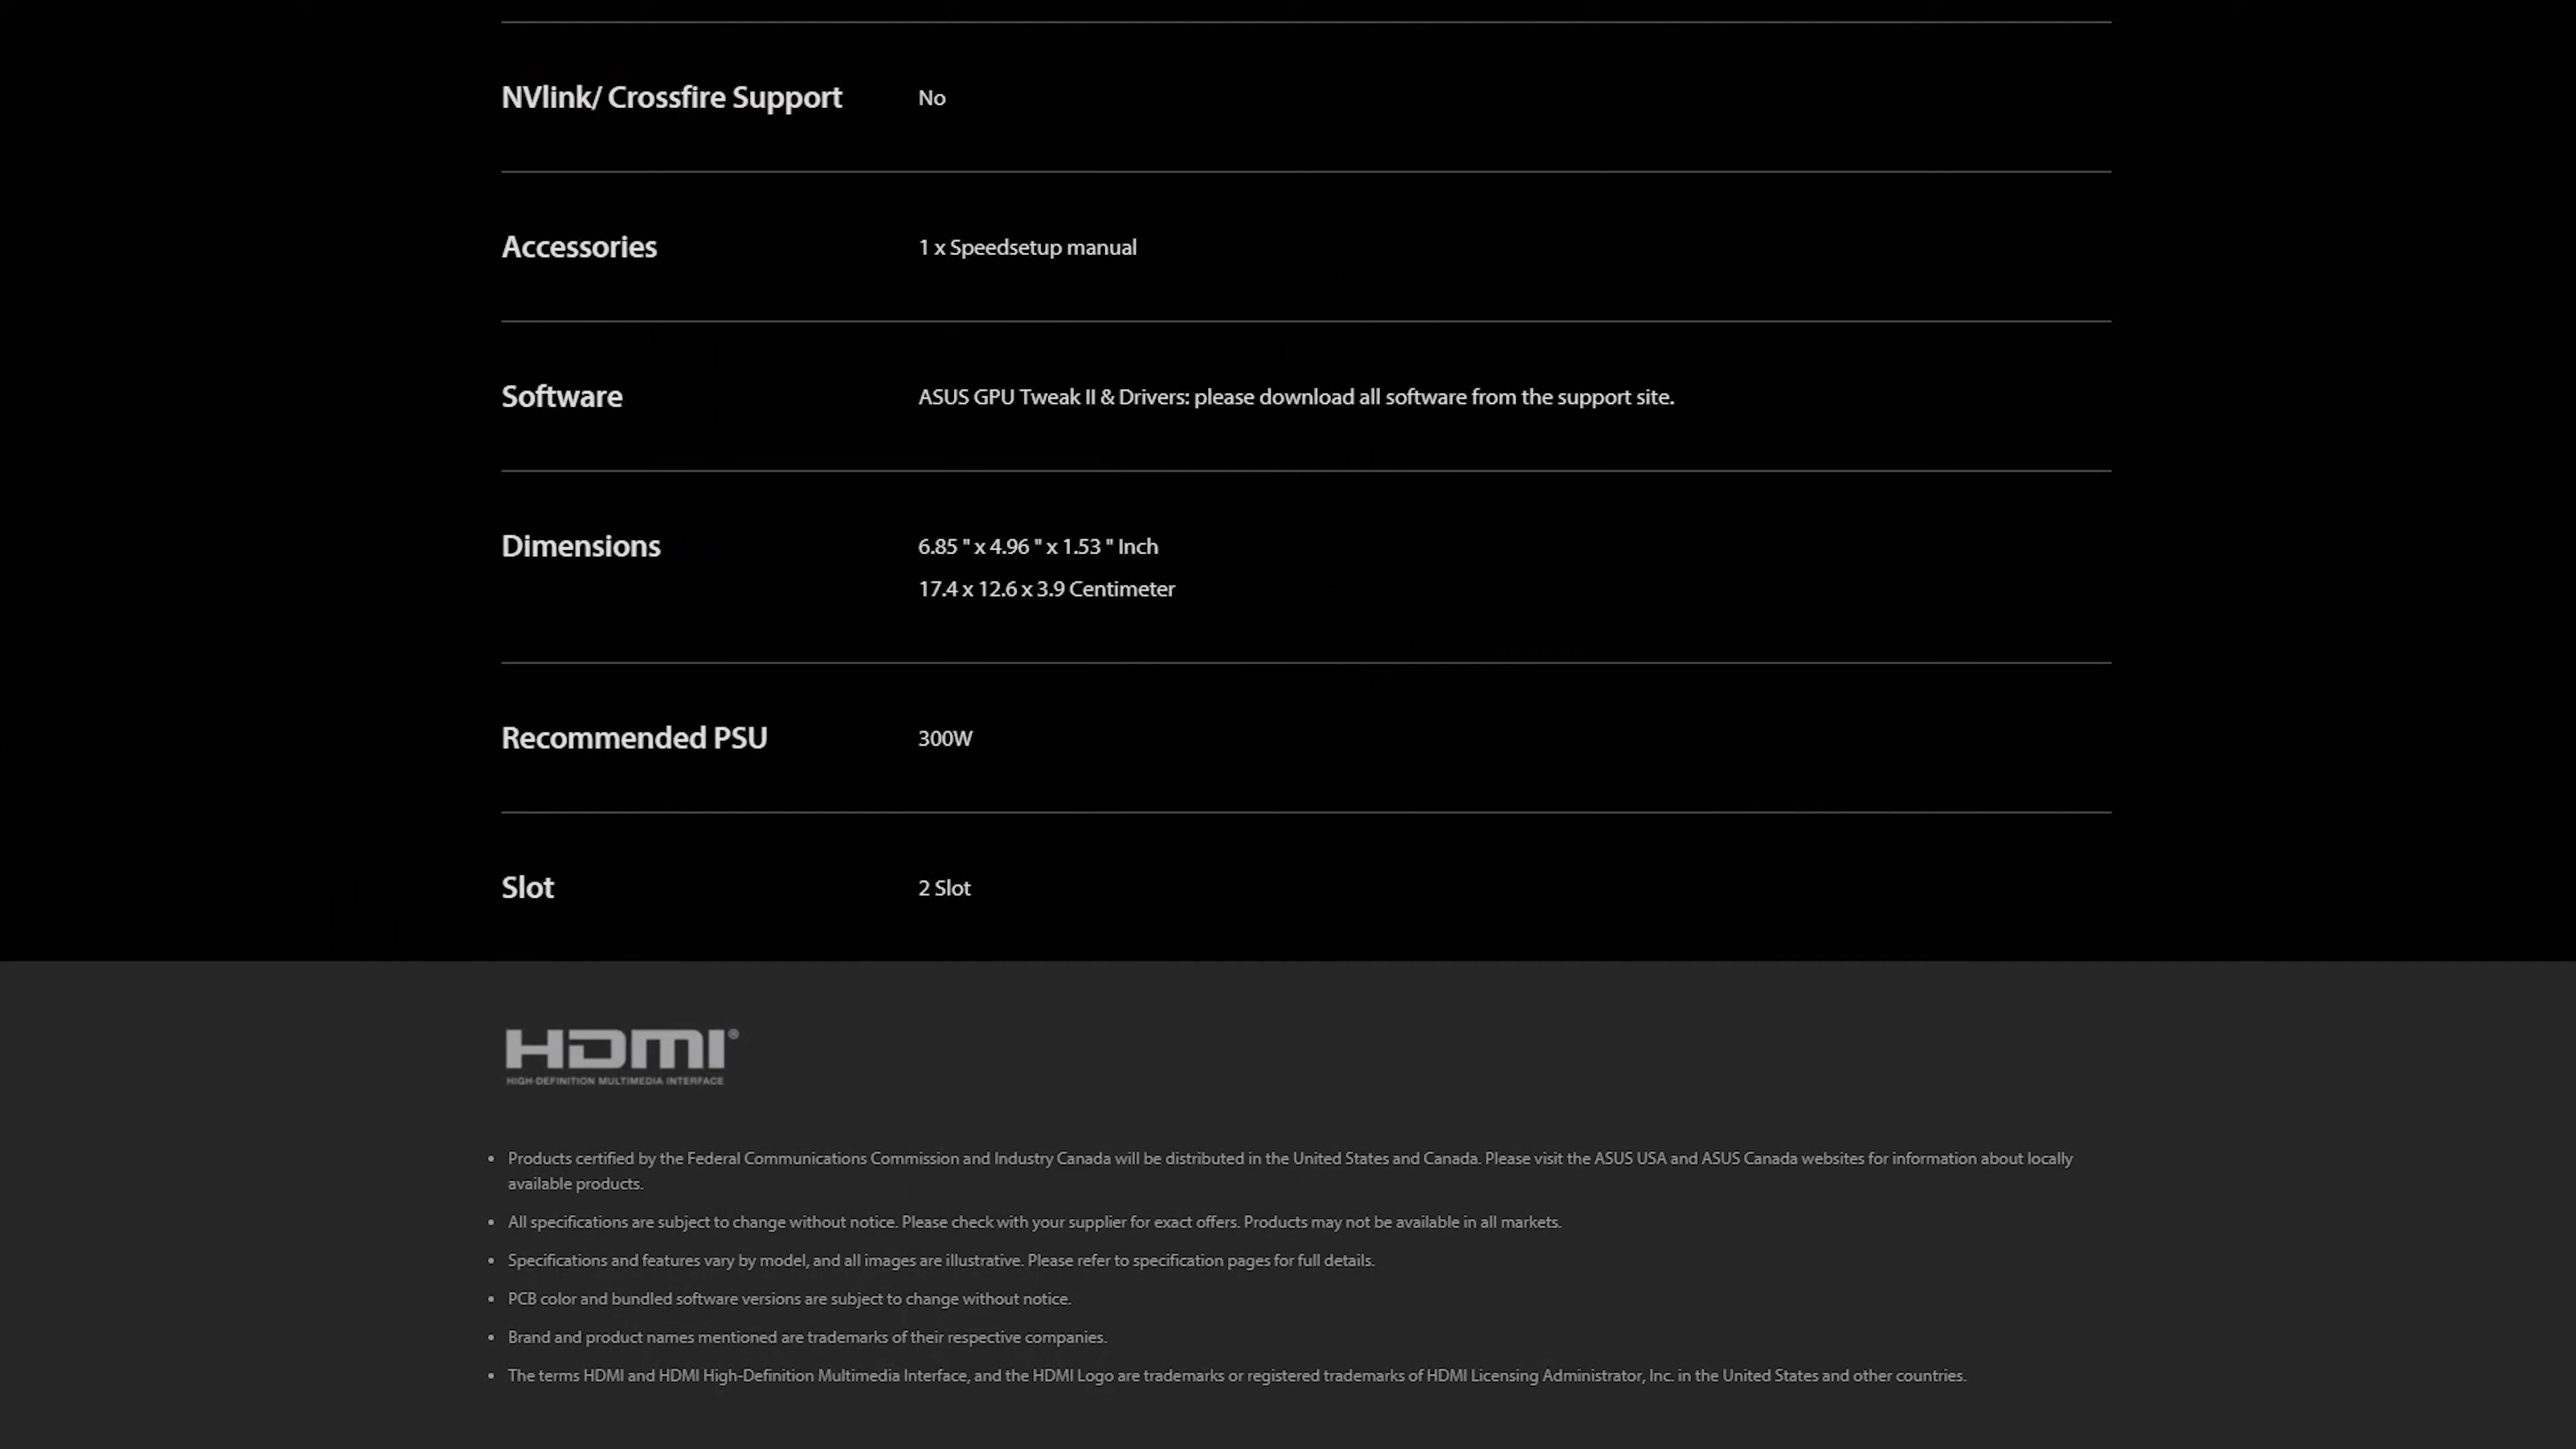 NVlink/ Crossfire Support No
Accessories 1 x Speedsetup manual
Software ASUS GPU Tweak II & Drivers: please download all software from the support site.
Dimensions 6.85 " x 4.96 " x 1.53 " Inch
17.4 x 12.6 x 3.9 Centimeter
Recommended PSU 300W
Slot 2 Slot
HDMI®
HIGH-DEFINITION MULTIMEDIA INTERFACE
• Products certified by the Federal Communications Commission and Industry Canada will be distributed in the United States and Canada. Please visit the ASUS USA and ASUS Canada websites for information about locally
available products.
• All specifications are subject to change without notice. Please check with your supplier for exact offers. Products may not be available in all markets.
• Specifications and features vary by model, and all images are illustrative. Please refer to specification pages for full details.
• PCB color and bundled software versions are subject to change without notice.
• Brand and product names mentioned are trademarks of their respective companies.
• The terms HDMI and HDMI High-Definition Multimedia Interface, and the HDMI Logo are trademarks or registered trademarks of HDMI Licensing Administrator, Inc. in the United States and other countries.